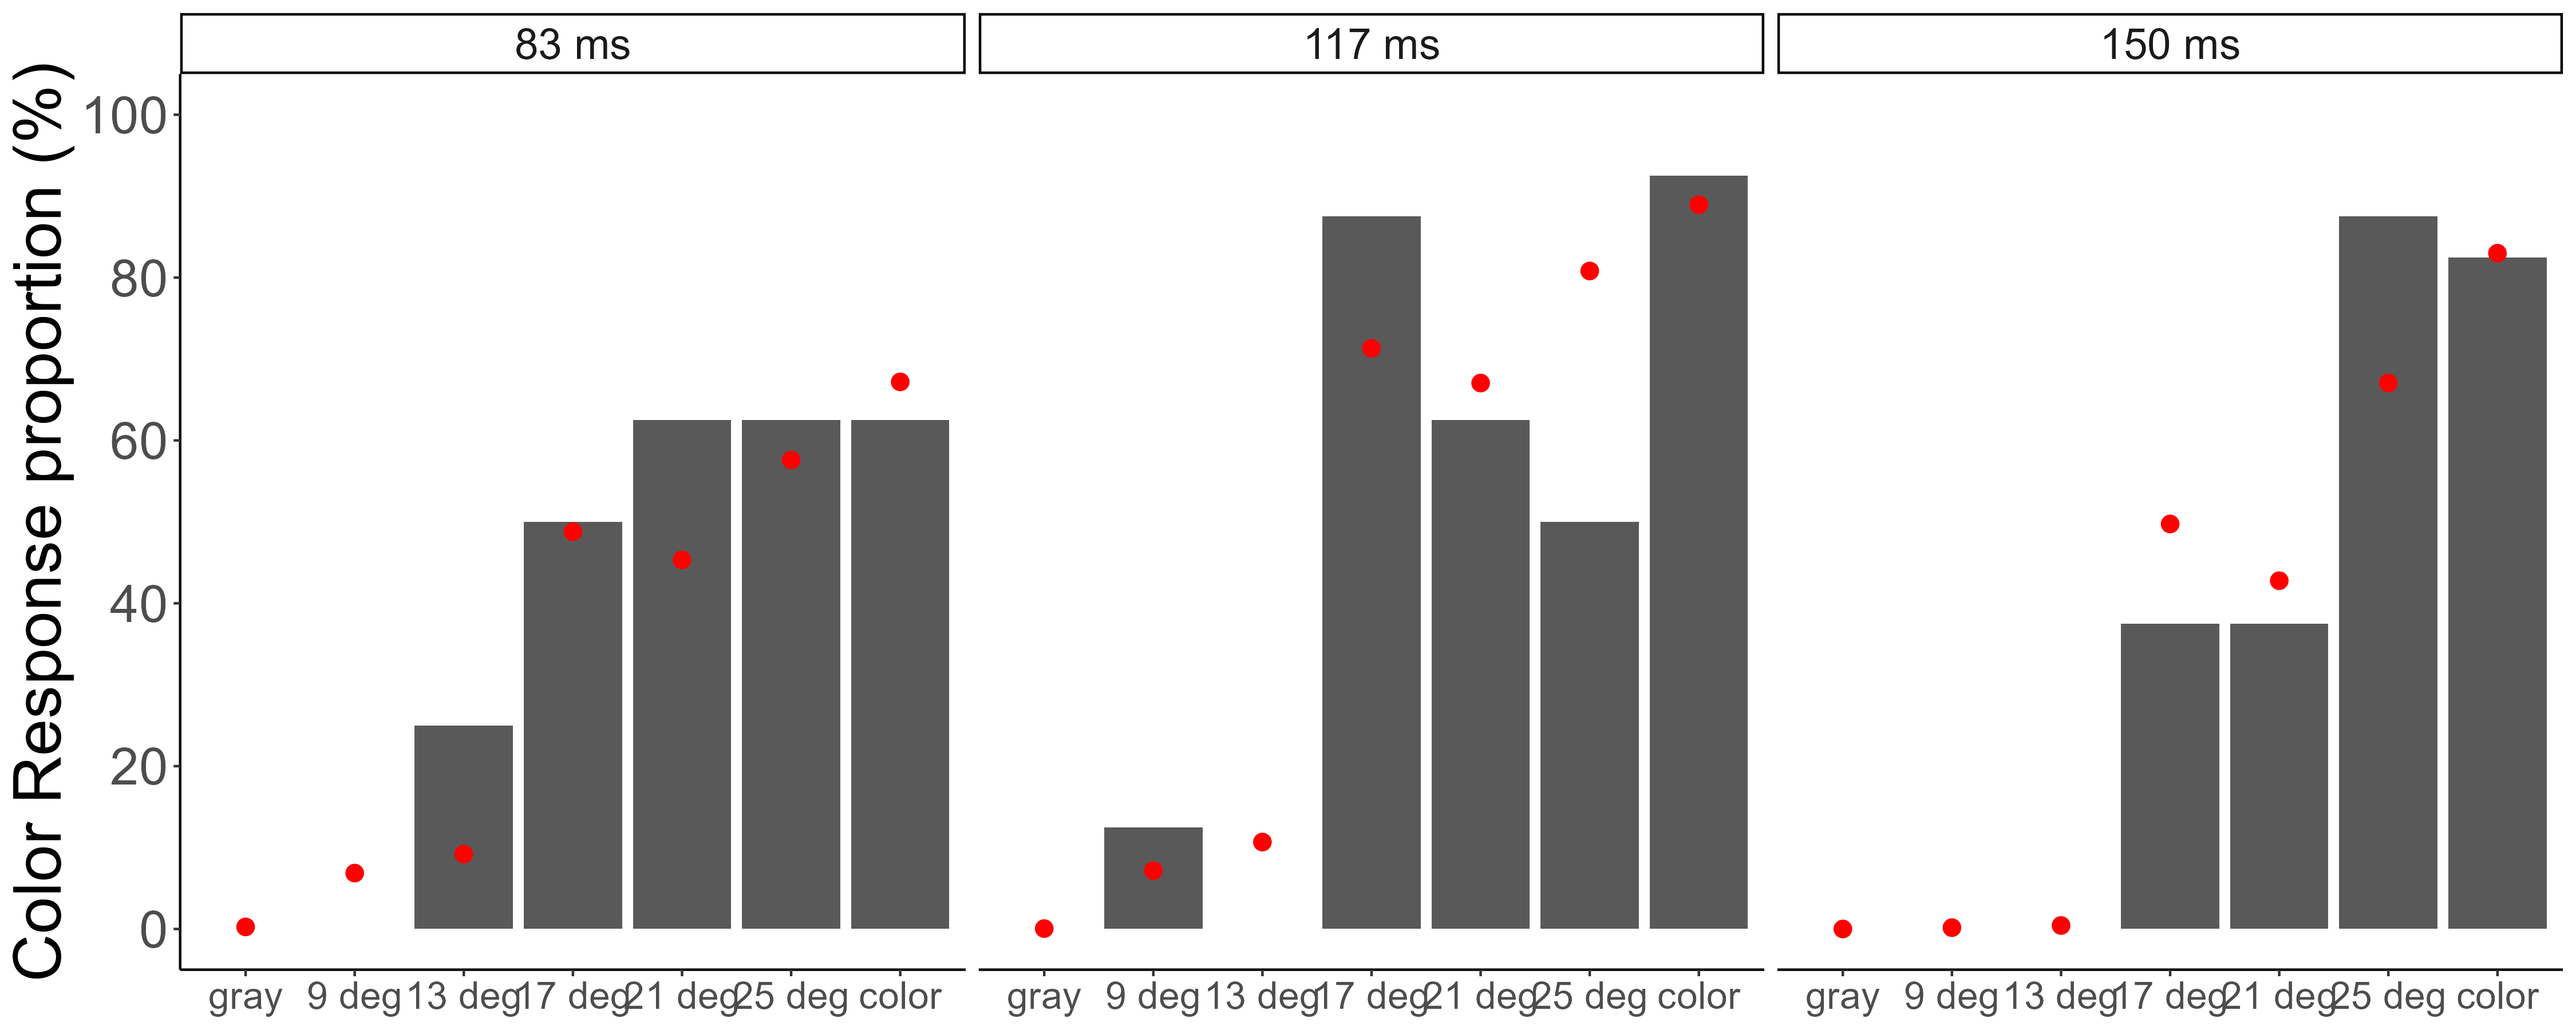 83 ms
117 ms
150 ms
Color Response proportion (%)
100
80
60
40
20
0
gray 9 deg 13 deg 17 deg 21 deg 25 deg color
gray 9 deg 13 deg 17 deg 21 deg 25 deg color
gray 9 deg 13 deg 17 deg 21 deg 25 deg color